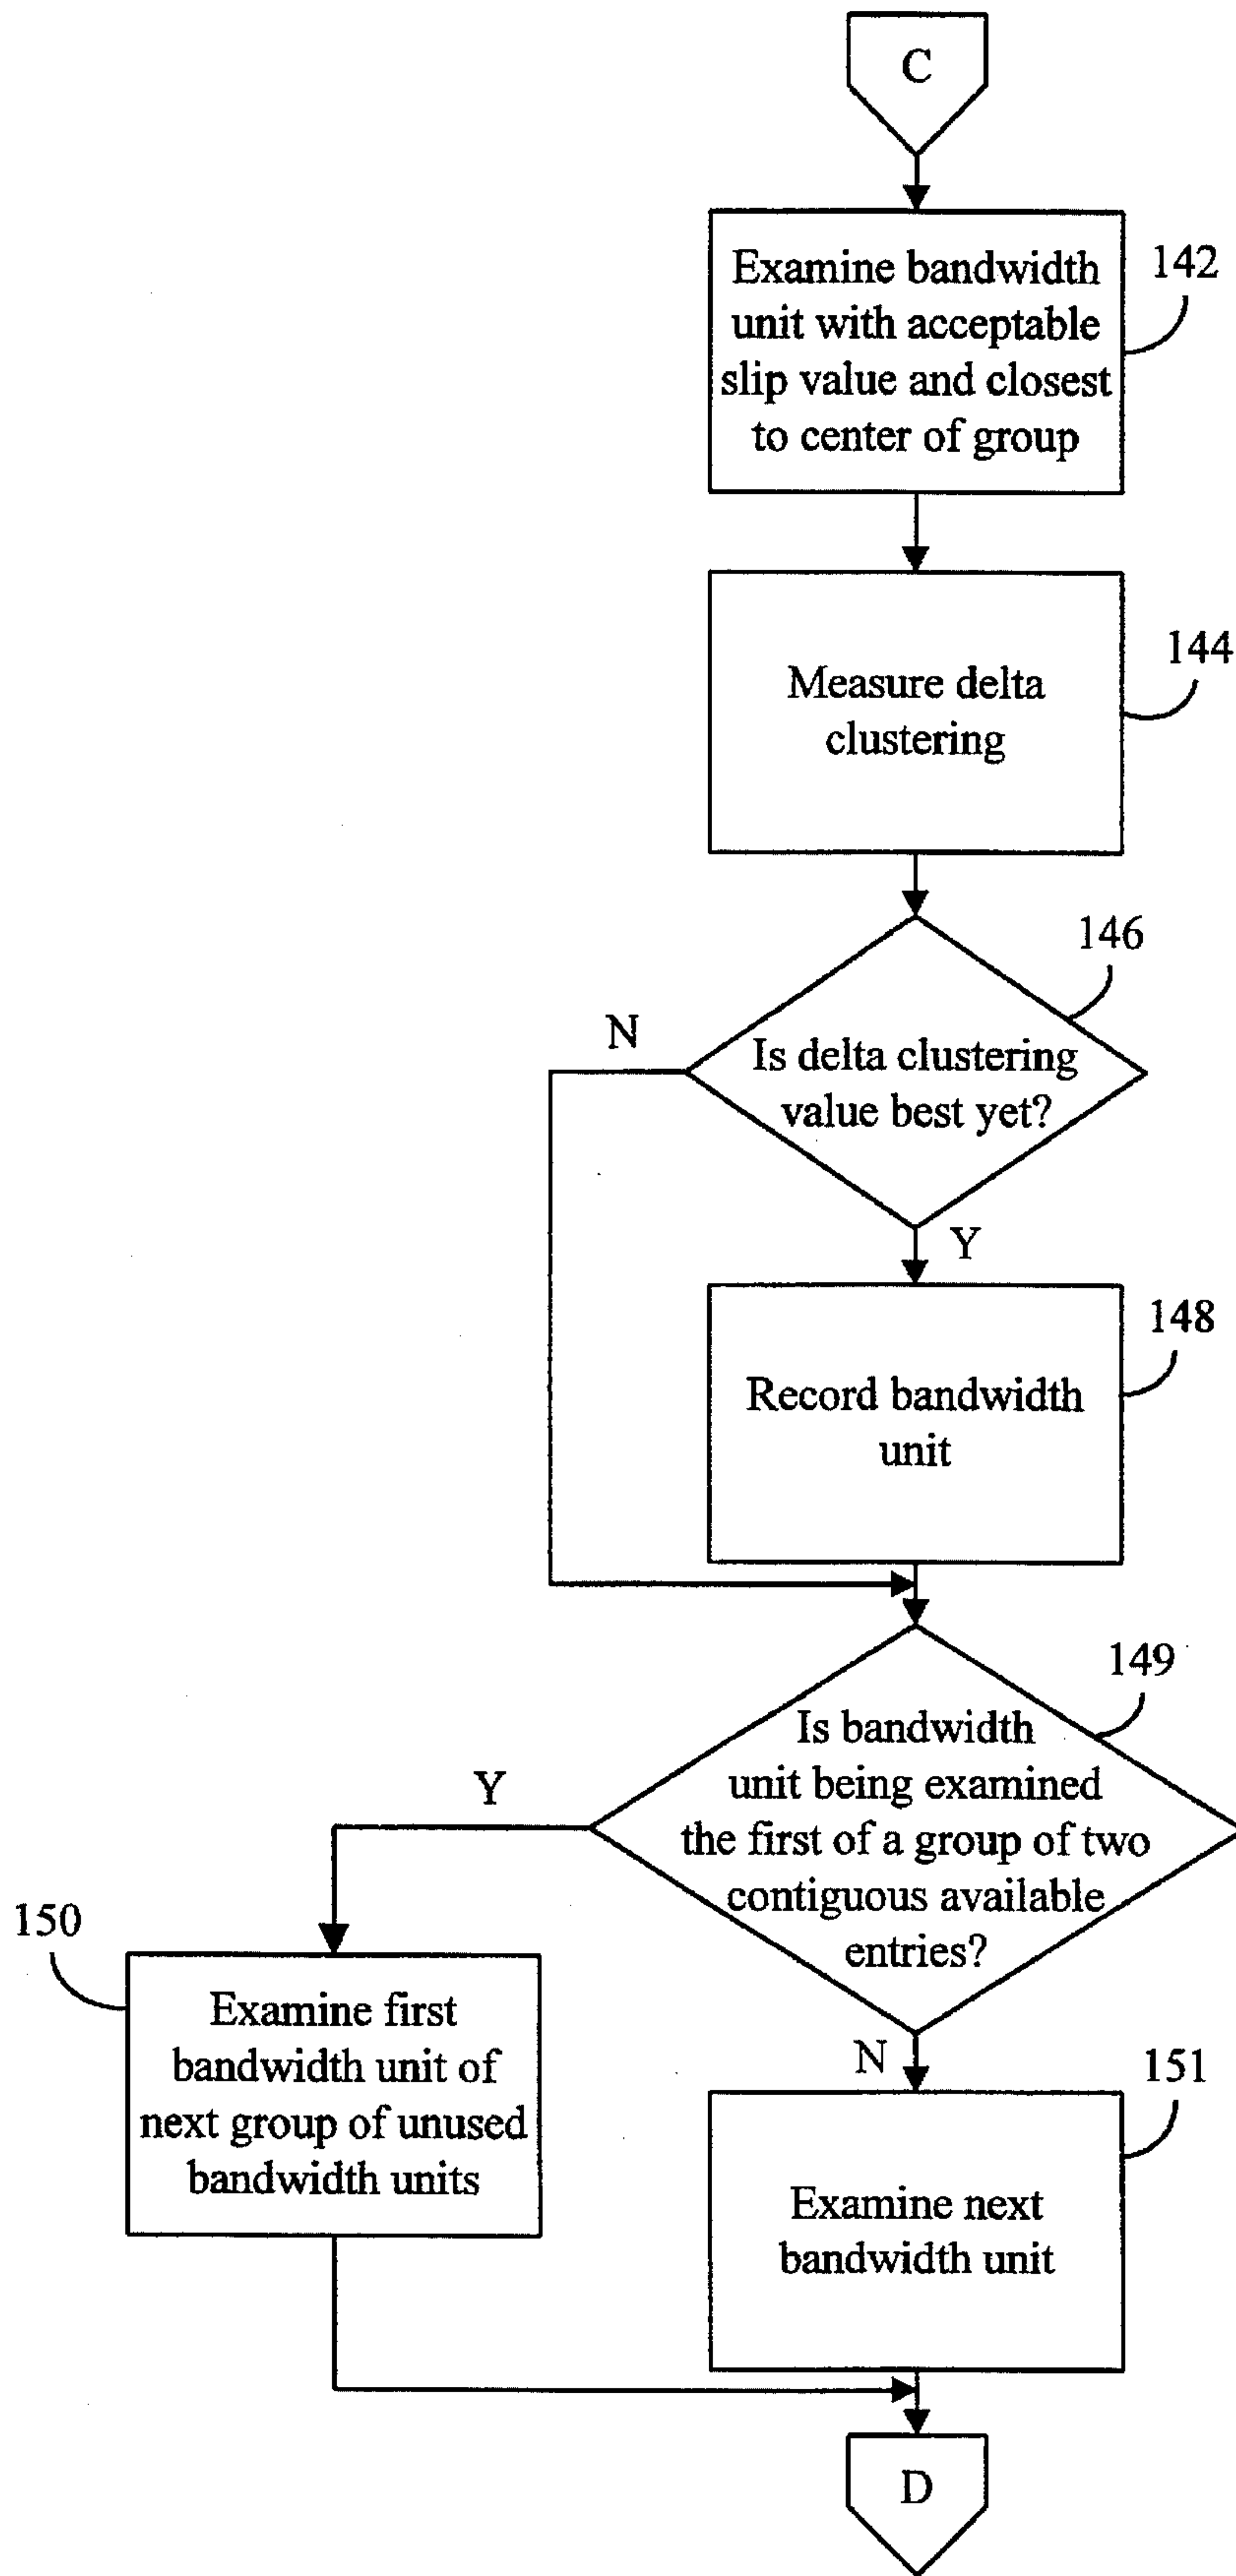 C
Examine bandwidth
unit with acceptable
slip value and closest
to center of group
142
Measure delta
clustering
144
146
N
Is delta clustering
value best yet?
Y
148
Record bandwidth
unit
149
Is bandwidth
unit being examined
the first of a group of two
contiguous available
entries?
Y
150
Examine first
bandwidth unit of
next group of unused
bandwidth units
N
151
Examine next
bandwidth unit
D